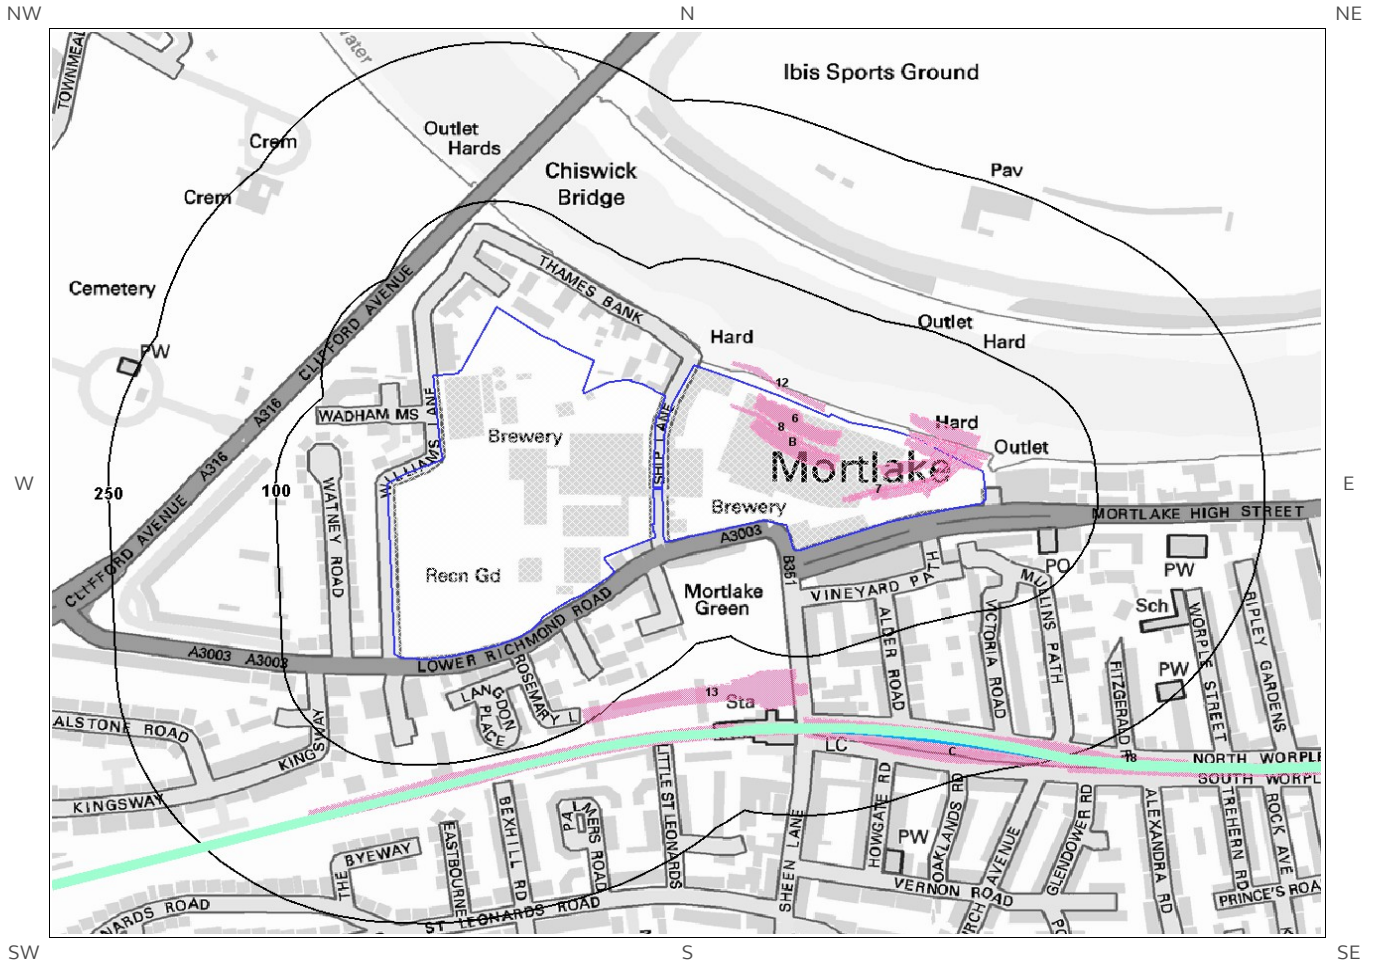 NW
N
NE
TOWNMEAL
ater
Ibis Sports Ground
Crem
Outlet
Hards
Chiswick
Bridge
Pav
Crem
Cemetery
CLIFFORD AVENUE
THAMES BANK
Hard
Outlet
Hard
PW
A316
WADHAM MS
WILLIAMS LANE
SHIP LANE
12
6
8
B
Hard
Outlet
Brewery
Mortlake
7
A316
W
E
250
100
WATNEY ROAD
Brewery
A3003
MORTLAKE HIGH STREET
CLIFFORD AVENUE
Recn Gd
B351
Mortlake
Green
VINEYARD PATH
PO
PW
MULLINS PATH
Sch
WORPLE STREET
RIPLEY GARDENS
A3003
A3003
LOWER RICHMOND ROAD
ALDER ROAD
VICTORIA ROAD
FITZGERALD
PW
LANGDON
PLACE
ROSEMARY L
13
Sta
ALSTONE ROAD
KINGSWAY
LC
C
18
NORTH WORPL
SOUTH WORPL
KINGSWAY
LITTLE ST LEONARDS
BEXHILL RD
EASTBOURNE
PALMERS ROAD
THE
BYEWAY
SHEEN LANE
HOWGATE RD
PW
OAKLANDS RD
AVENUE
GLENDOWER RD
ALEXANDRA RD
TREHERN RD
ROCK AVE
VERNON ROAD
PRINCE'S ROA
NARDS ROAD
ST LEONARDS ROAD
SW
S
SE